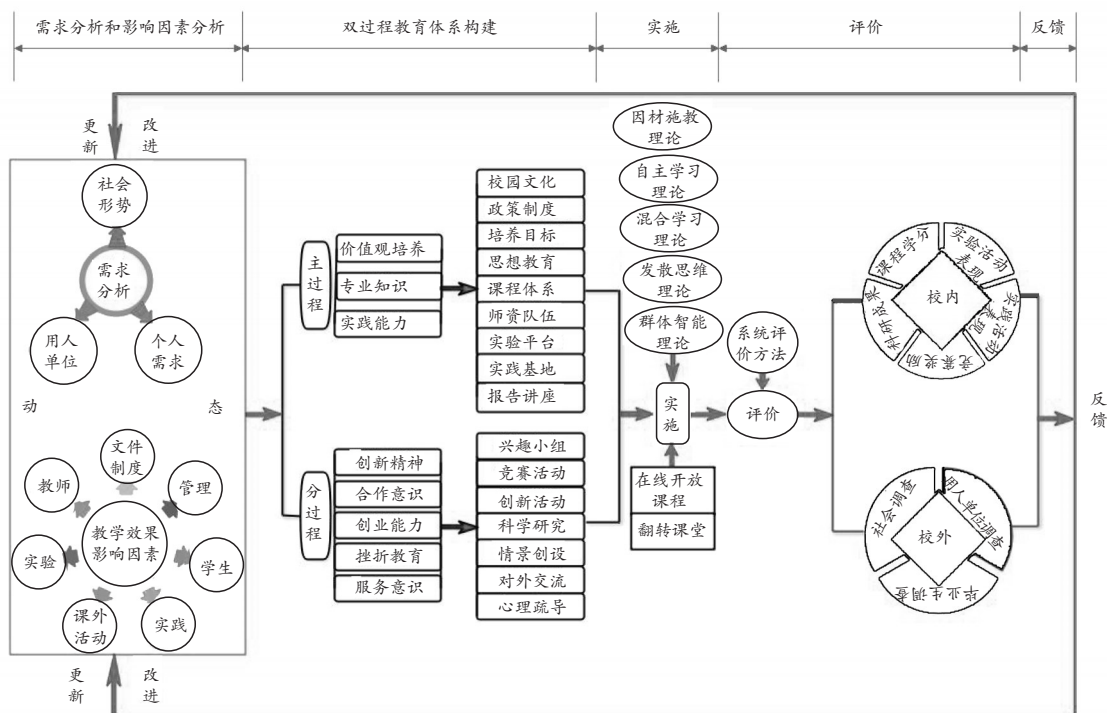 需求分析和影响因素分析
双过程教育体系构建
实施
评价
反馈
更新
改进
社会
形势
需求
分析
用人
单位
个人
需求
动
态
文件
制度
教师
管理
教学效果
影响因素
实验
学生
课外
活动
实践
更新
改进
主过程
价值观培养
专业知识
实践能力
校园文化
政策制度
培养目标
思想教育
课程体系
师资队伍
实验平台
实践基地
报告讲座
分过程
创新精神
合作意识
创业能力
挫折教育
服务意识
兴趣小组
竞赛活动
创新活动
科学研究
情景创设
对外交流
心理疏导
因材施教
理论
自主学习
理论
混合学习
理论
发散思维
理论
群体智能
理论
实施
在线开放
课程
翻转课堂
系统评
价方法
评价
课程学分
实验活动
表现
实践活动
表现
竞赛奖励
科研成果
校内
社会调查
用人单位调查
毕业生调查
校外
反馈